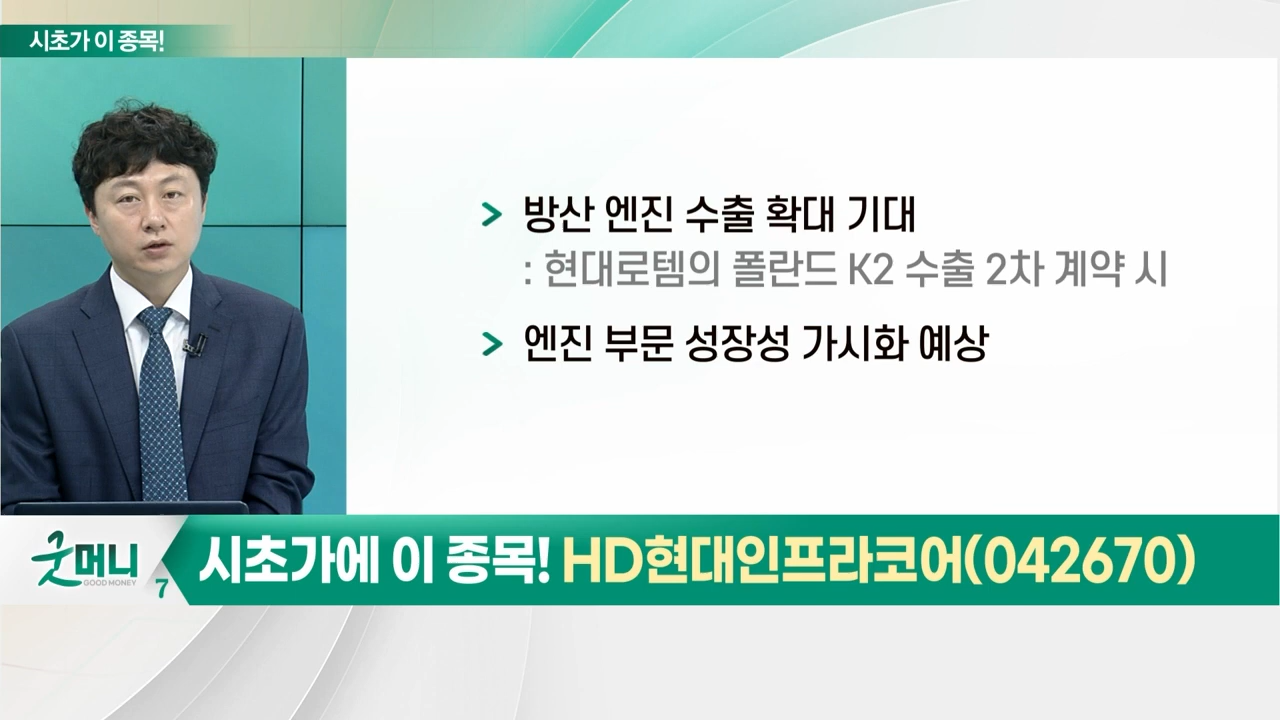 시초가 이 종목!
방산 엔진 수출 확대 기대
: 현대로템의 폴란드 K2 수출 2차 계약 시
엔진 부문 성장성 가시화 예상
굿머니
GOOD MONEY
7
시초가에 이 종목! HD현대인프라코어(042670)